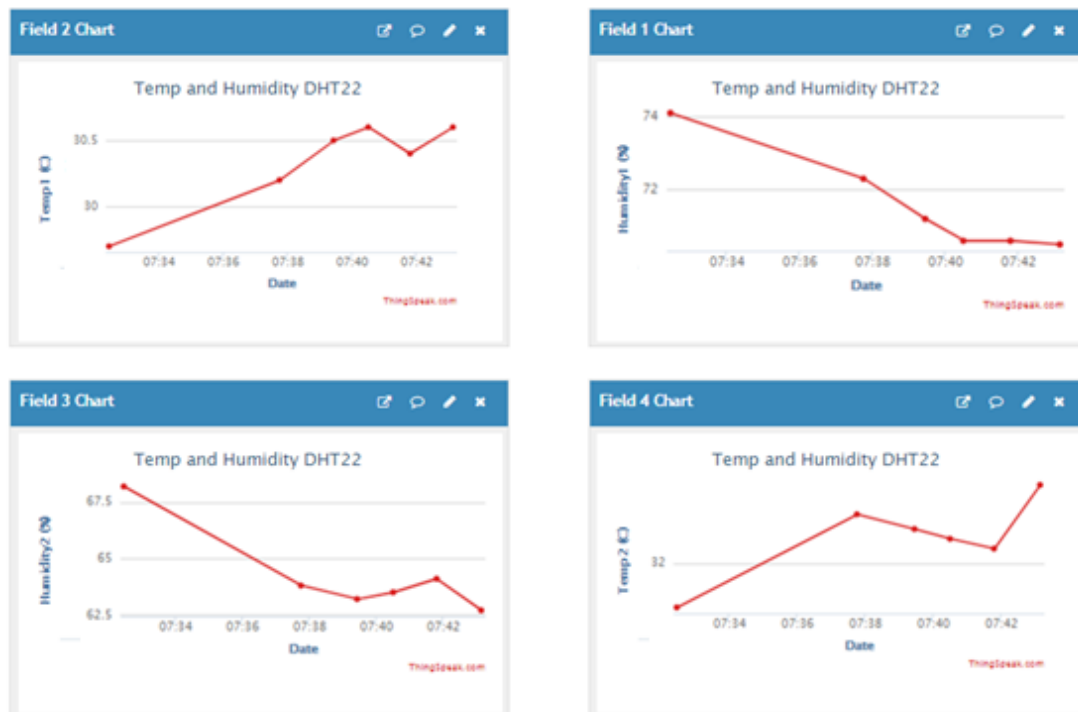 Field 2 Chart
Temp and Humidity DHT22
30.5
30
Temp1 (C)
07:34 07:36 07:38 07:40 07:42
Date
ThingSpeak.com
Field 1 Chart
Temp and Humidity DHT22
74
72
Humidity1 (%)
07:34 07:36 07:38 07:40 07:42
Date
ThingSpeak.com
Field 3 Chart
Temp and Humidity DHT22
67.5
65
62.5
Humidity2 (%)
07:34 07:36 07:38 07:40 07:42
Date
ThingSpeak.com
Field 4 Chart
Temp and Humidity DHT22
32
Temp 2 (C)
07:34 07:36 07:38 07:40 07:42
Date
ThingSpeak.com